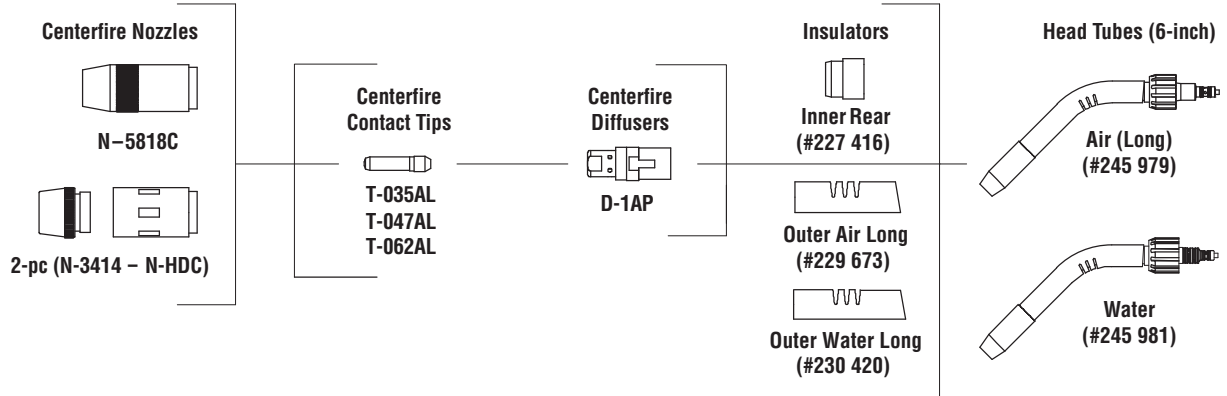 Centerfire Nozzles
N–5818C
2-pc (N-3414 – N-HDC)
Centerfire
Contact Tips
T-035AL
T-047AL
T-062AL
Centerfire
Diffusers
D-1AP
Insulators
Inner Rear
(#227 416)
Outer Air Long
(#229 673)
Outer Water Long
(#230 420)
Head Tubes (6-inch)
Air (Long)
(#245 979)
Water
(#245 981)